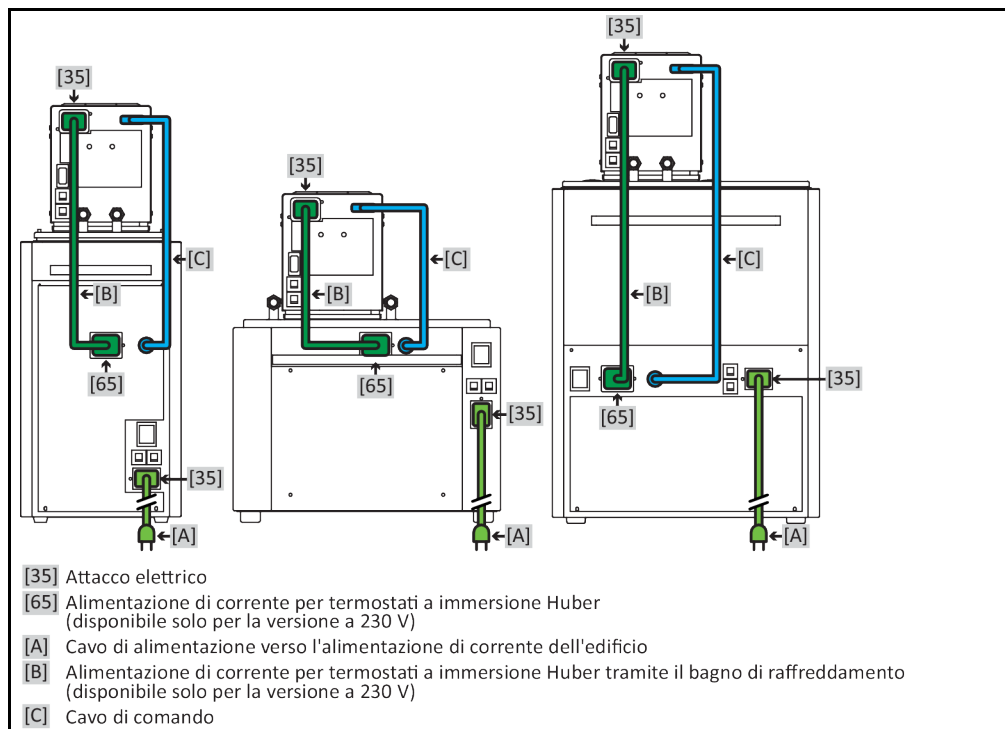 [35]
[35]
[35]
[C]
[C]
[C]
[B]
[B]
[B]
[65]
[65]
[65]
[35]
[35]
[35]
[A]
[A]
[A]
[35] Attacco elettrico
[65] Alimentazione di corrente per termostati a immersione Huber
(disponibile solo per la versione a 230 V)
[A] Cavo di alimentazione verso l'alimentazione di corrente dell'edificio
[B] Alimentazione di corrente per termostati a immersione Huber tramite il bagno di raffreddamento
(disponibile solo per la versione a 230 V)
[C] Cavo di comando